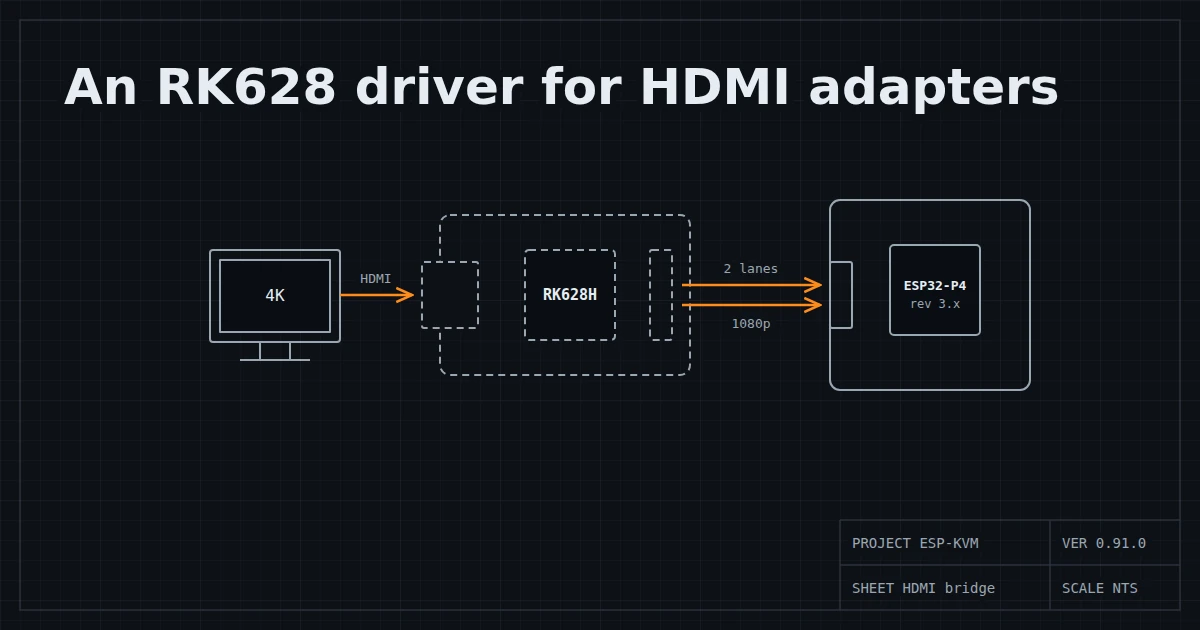 An RK628 driver for HDMI adapters
4K
HDMI
RK628H
2 lanes
1080p
ESP32-P4
rev 3.x
PROJECT ESP-KVM
VER 0.91.0
SHEET HDMI bridge
SCALE NTS